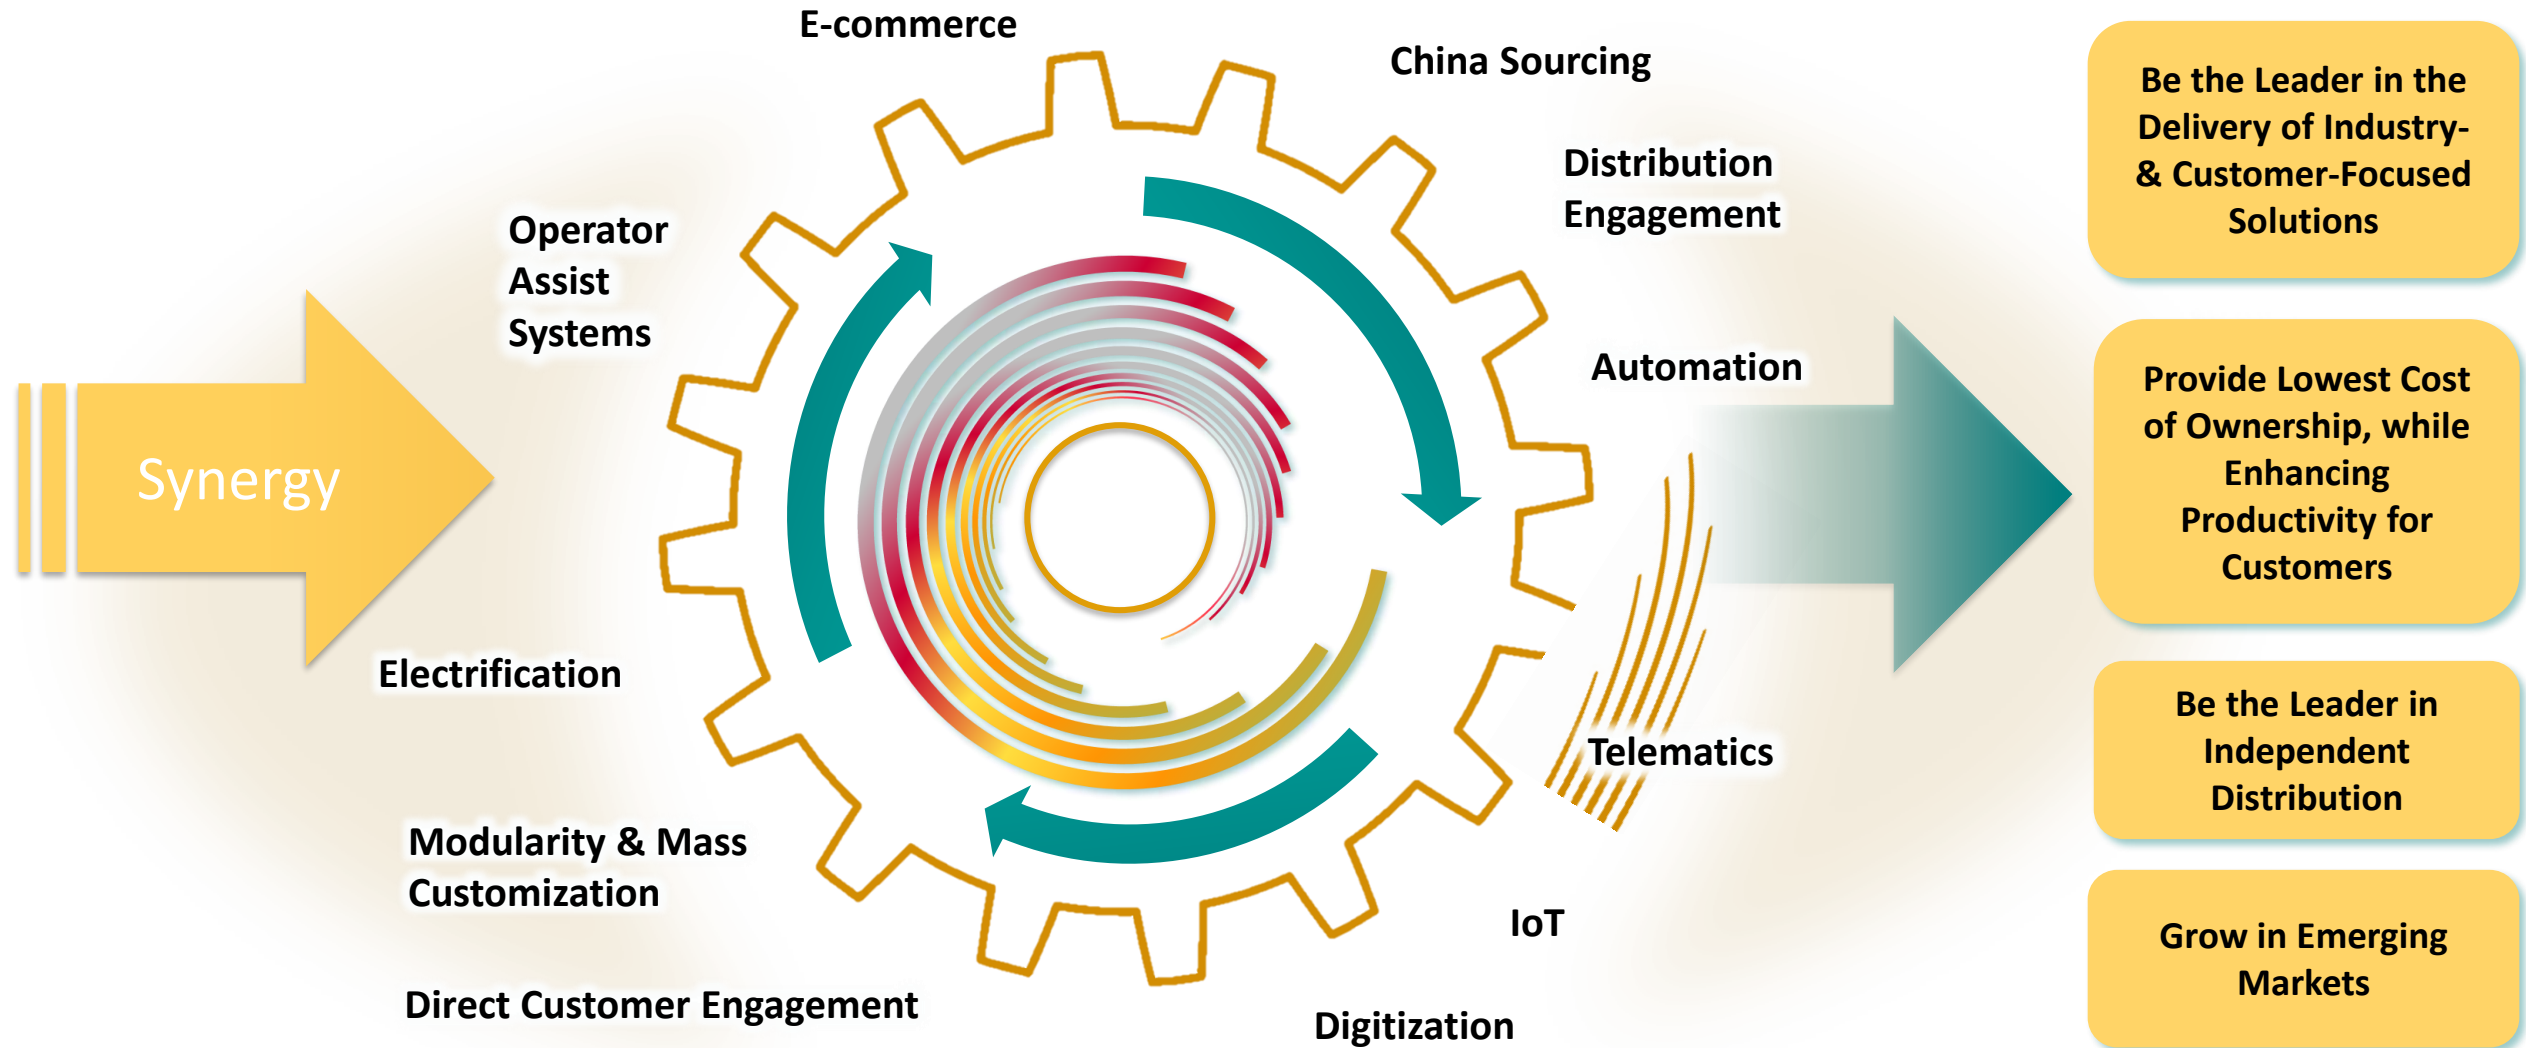 E-commerce
China Sourcing
Distribution
Engagement
Operator
Assist
Systems
Automation
Synergy
Electrification
Telematics
Modularity & Mass
Customization
IoT
Direct Customer Engagement
Digitization
Be the Leader in the
Delivery of Industry-
& Customer-Focused
Solutions
Provide Lowest Cost
of Ownership, while
Enhancing
Productivity for
Customers
Be the Leader in
Independent
Distribution
Grow in Emerging
Markets